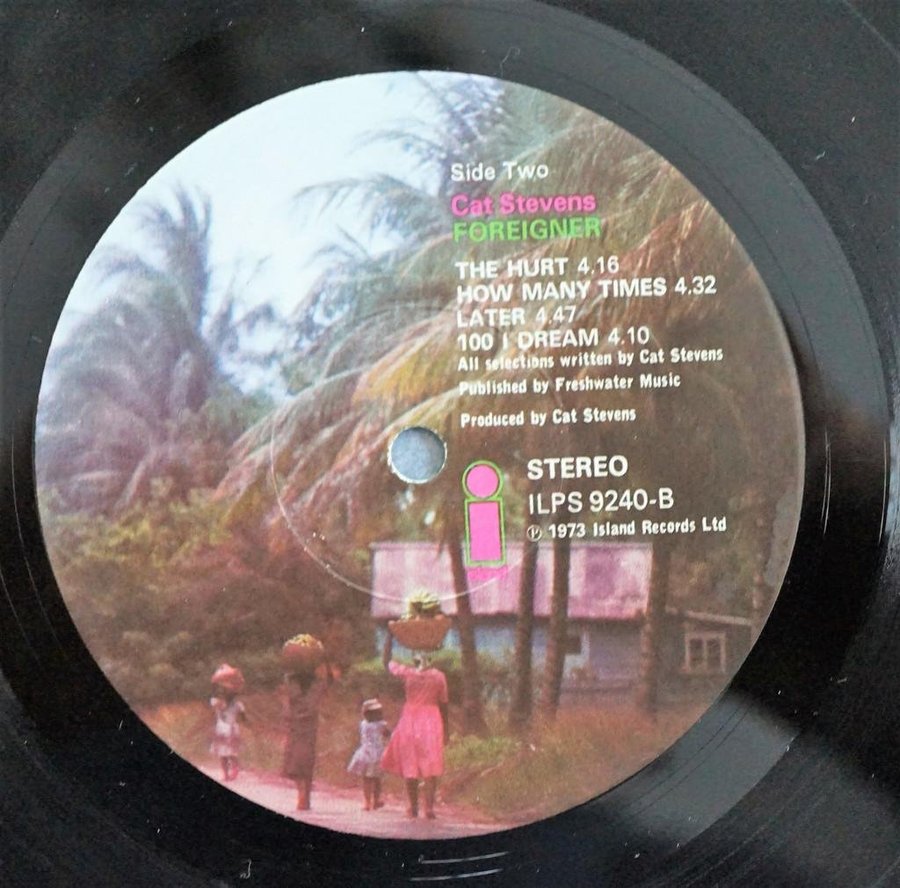 Side Two
Cat Stevens
FOREIGNER
THE HURT 4.16
HOW MANY TIMES 4.32
LATER 4.47
100 I DREAM 4.10
All selections written by Cat Stevens
Published by Freshwater Music
Produced by Cat Stevens
i
STEREO
ILPS 9240-B
℗ 1973 Island Records Ltd